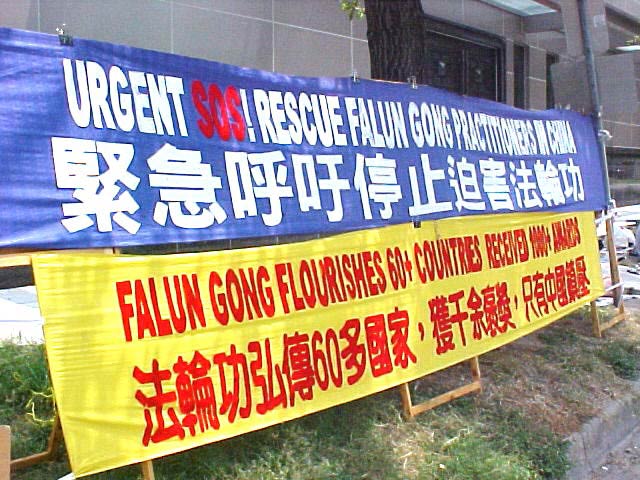 URGENT SOS! RESCUE FALUN GONG PRACTITIONERS IN CHINA
緊急呼吁停止迫害法輪功
FALUN GONG FLOURISHES 60+ COUNTRIES RECEIVED 1000+ AWARDS
法輪功弘傳60多國家，獲千余褒獎，只有中國鎮壓